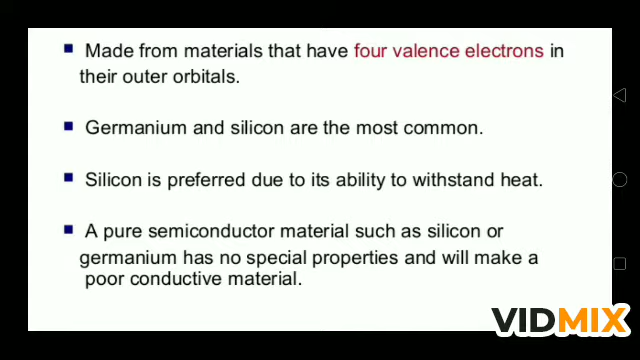 Made from materials that have four valence electrons in
their outer orbitals.
Germanium and silicon are the most common.
Silicon is preferred due to its ability to withstand heat.
A pure semiconductor material such as silicon or
germanium has no special properties and will make a
poor conductive material.
VIDMIX